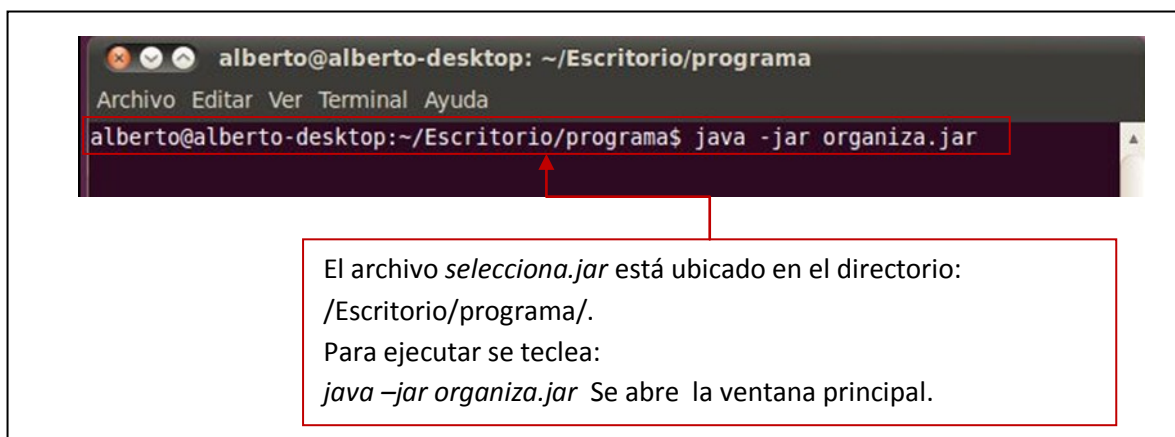 alberto@alberto-desktop: ~/Escritorio/programa
Archivo Editar Ver Terminal Ayuda
alberto@alberto-desktop:~/Escritorio/programa$ java -jar organiza.jar
El archivo selecciona.jar está ubicado en el directorio:
/Escritorio/programa/.
Para ejecutar se teclea:
java –jar organiza.jar Se abre la ventana principal.